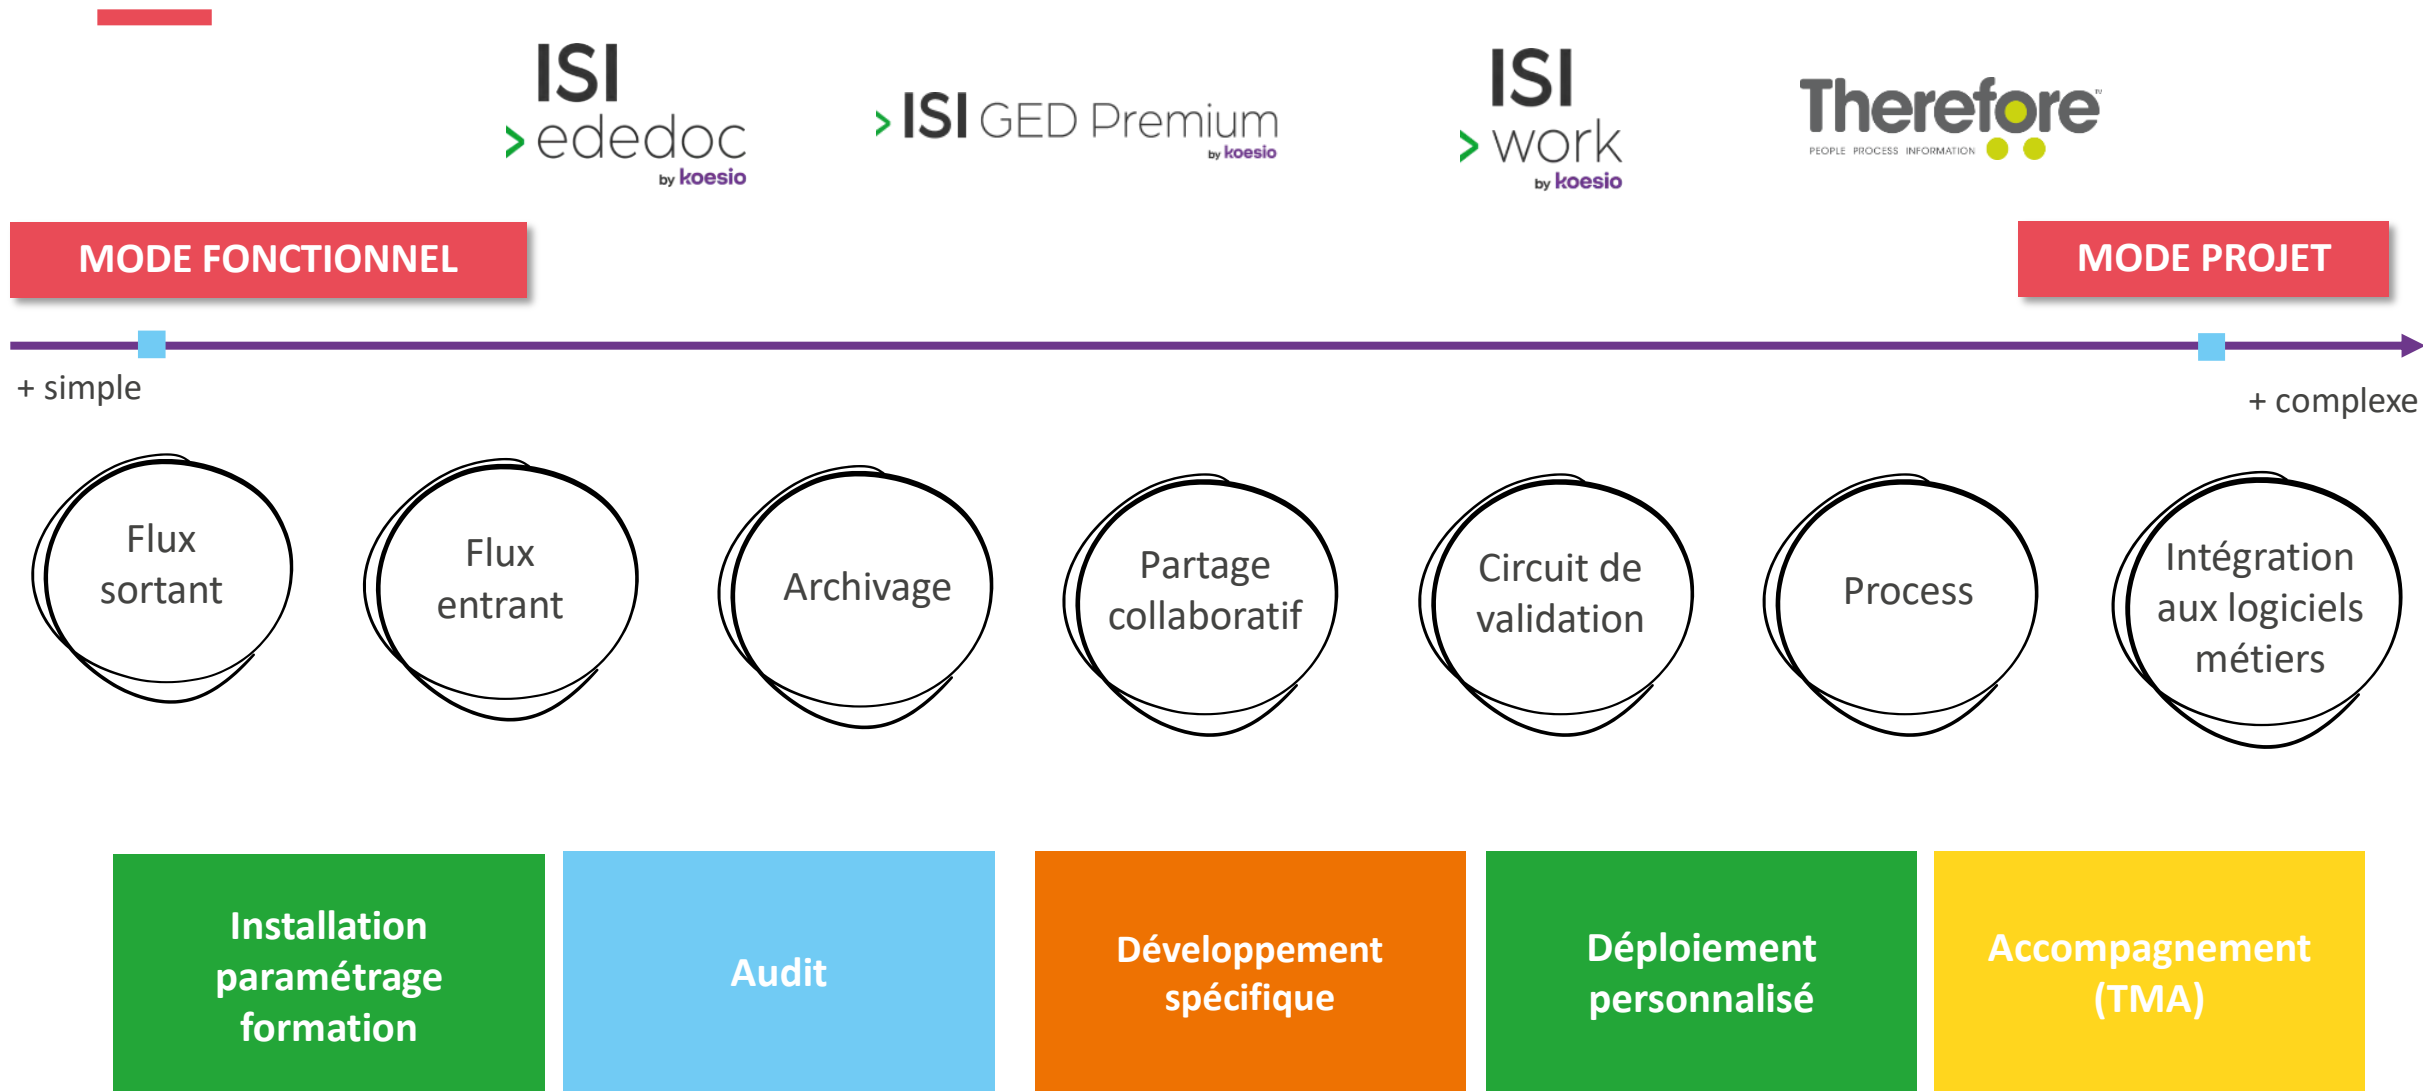 ISI
> ededoc
by koesio
> ISI GED Premium
by koesio
ISI
> work
by koesio
Therefore™
PEOPLE PROCESS INFORMATION
MODE FONCTIONNEL
MODE PROJET
+ simple
+ complexe
Flux
sortant
Flux
entrant
Archivage
Partage
collaboratif
Circuit de
validation
Process
Intégration
aux logiciels
métiers
Installation
paramétrage
formation
Audit
Développement
spécifique
Déploiement
personnalisé
Accompagnement
(TMA)